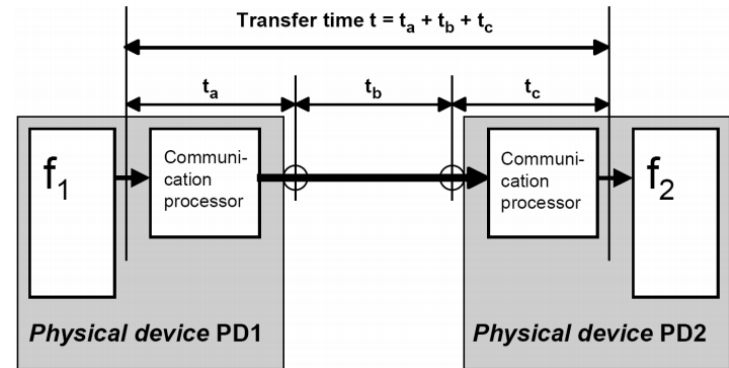 Transfer time t = ta + tb + tc
ta
tb
tc
f1
Communi-
cation
processor
Communi-
cation
processor
f2
Physical device PD1
Physical device PD2